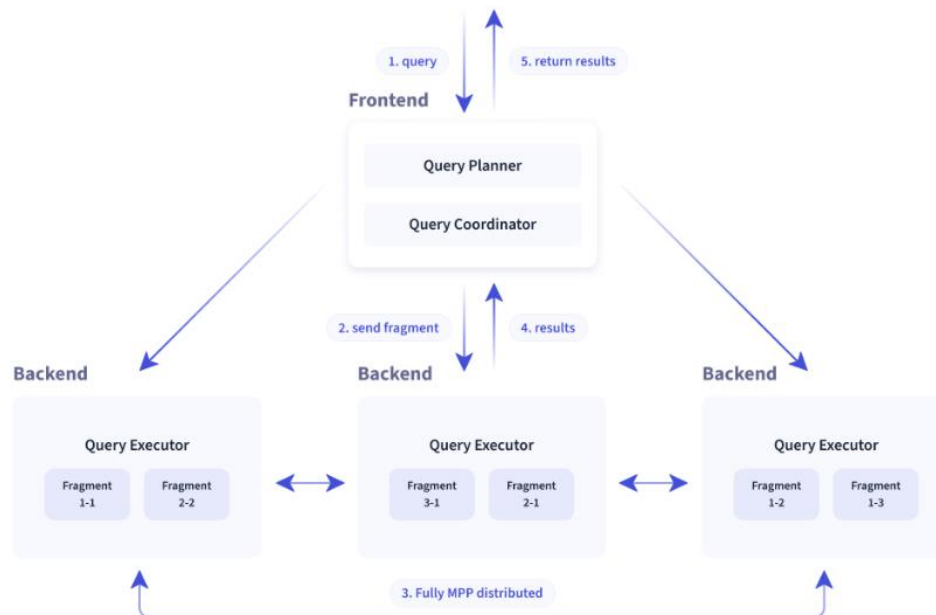 1. query
5. return results
Frontend
Query Planner
Query Coordinator
2. send fragment
4. results
Backend
Backend
Backend
Query Executor
Query Executor
Query Executor
Fragment
1-1
Fragment
2-2
Fragment
3-1
Fragment
2-1
Fragment
1-2
Fragment
1-3
3. Fully MPP distributed